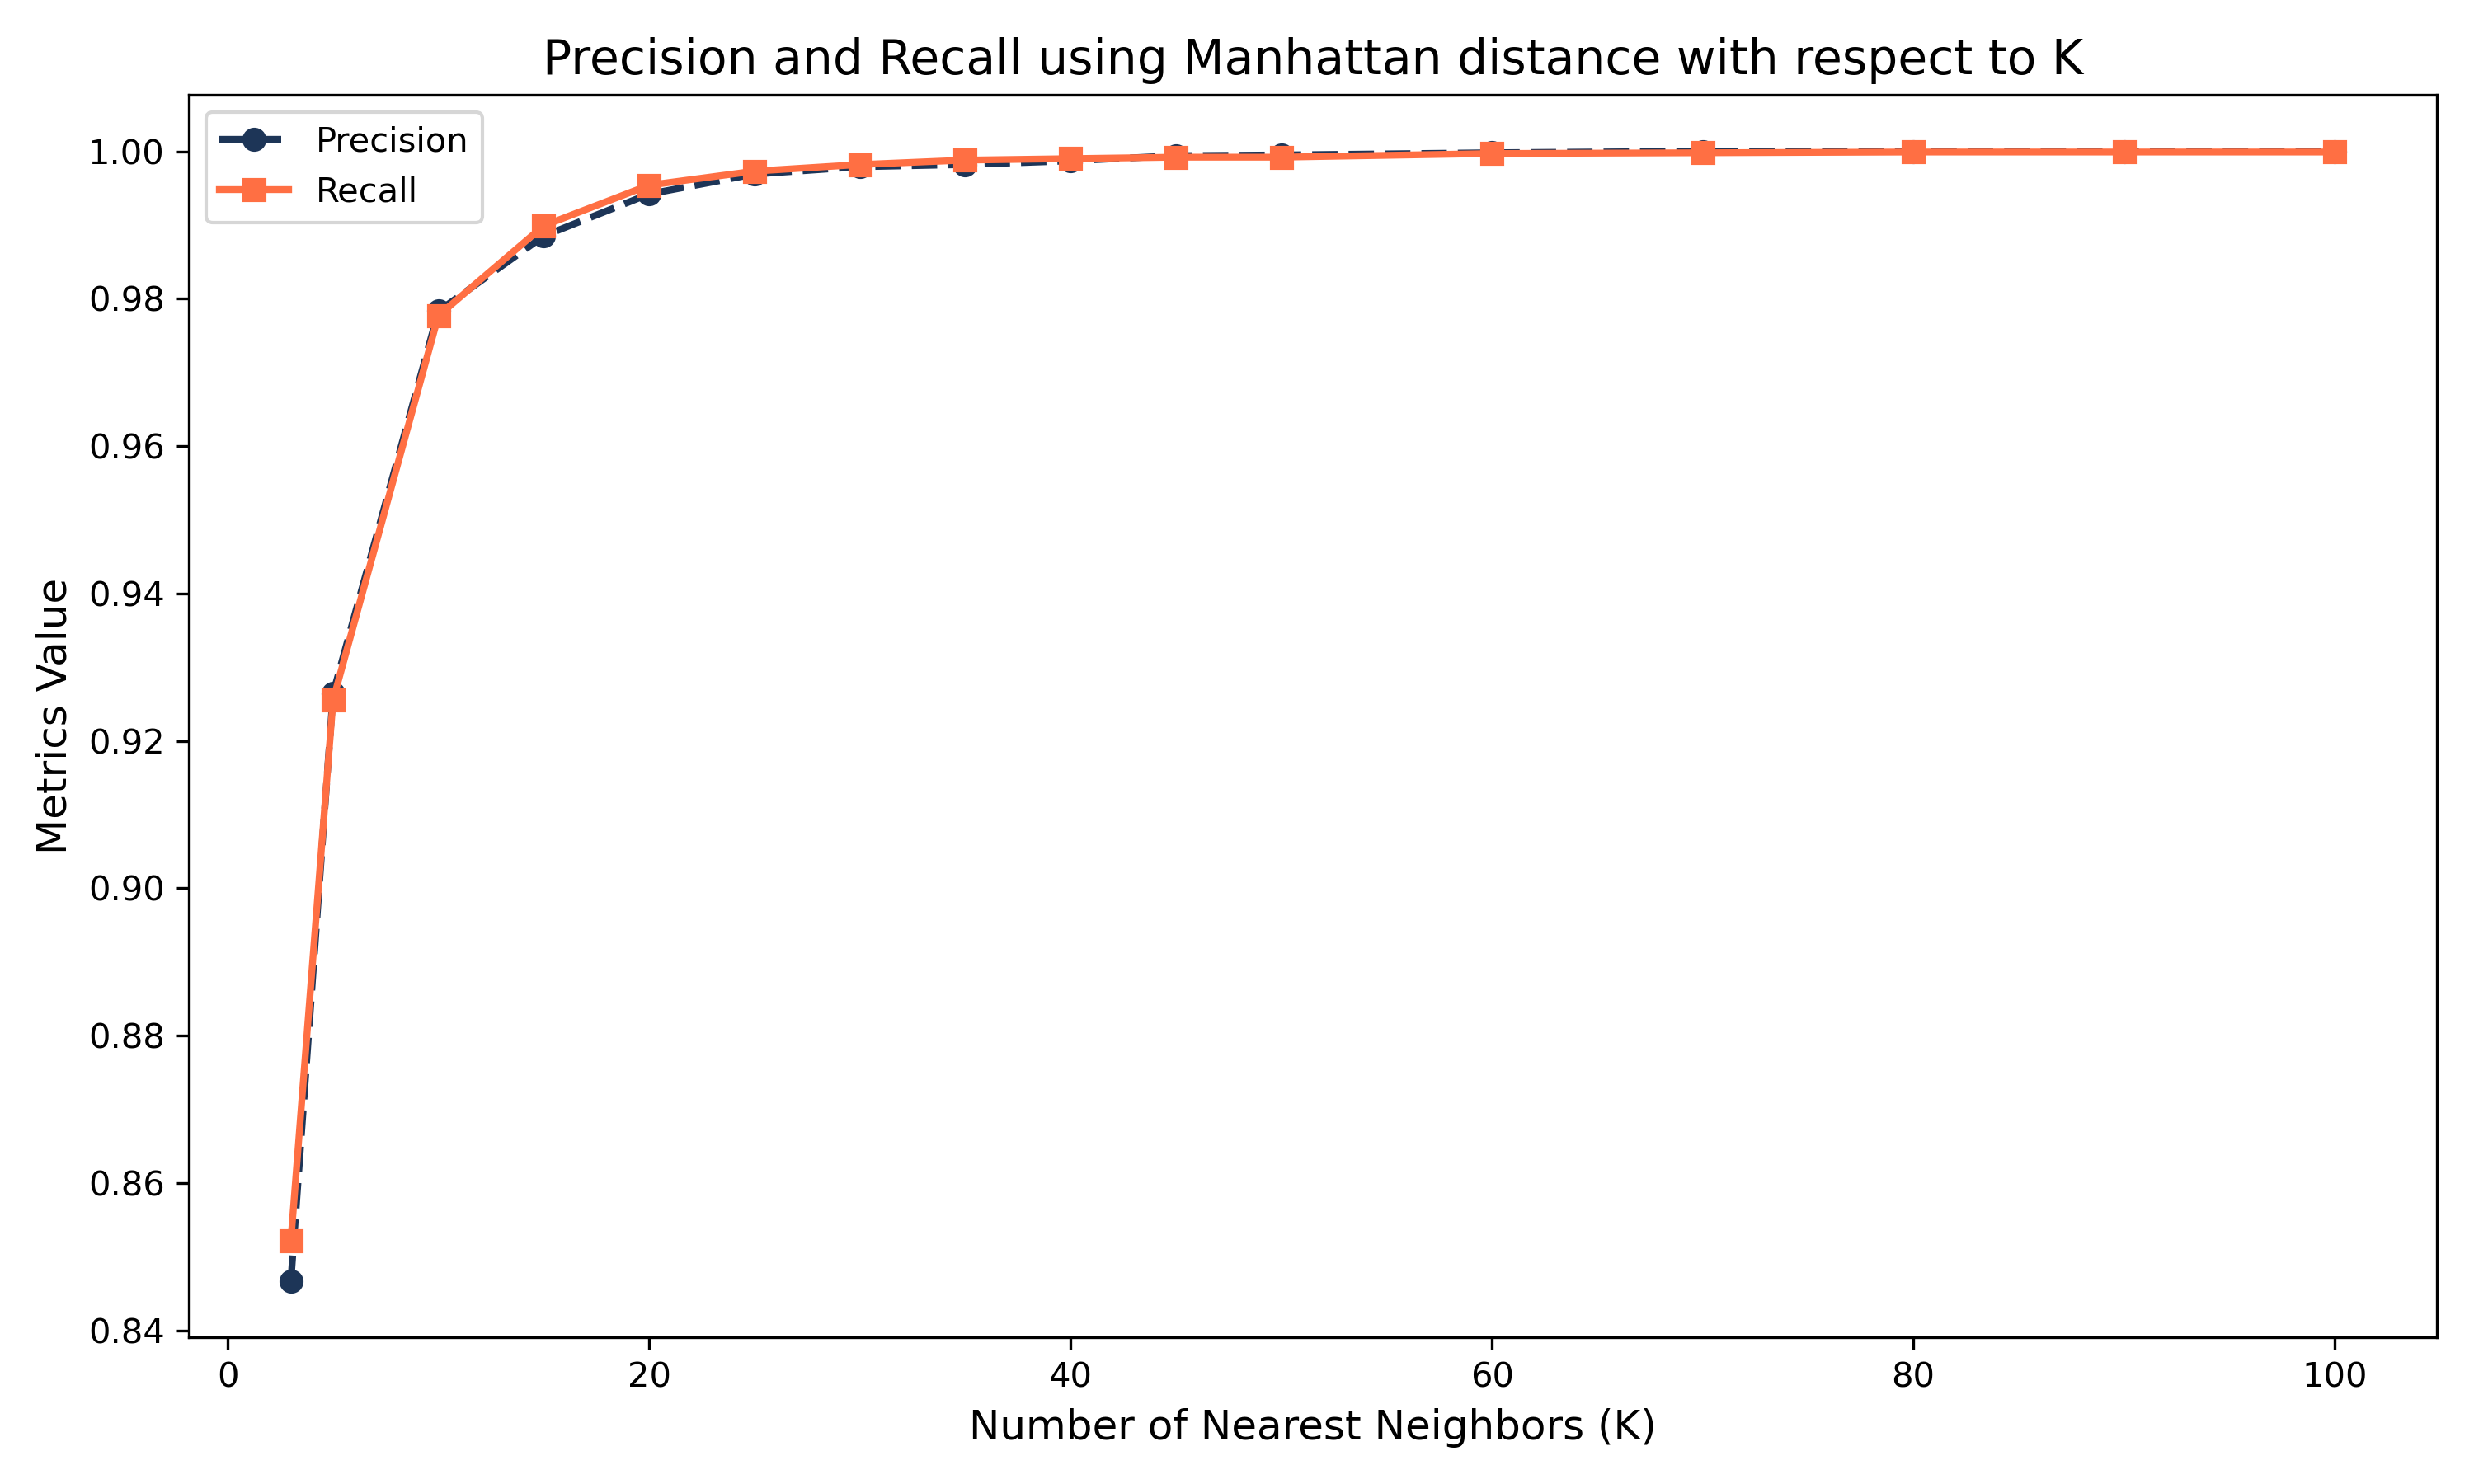 Precision and Recall using Manhattan distance with respect to K
Precision
Recall
1.00
0.98
0.96
0.94
0.92
0.90
0.88
0.86
0.84
Metrics Value
0 20 40 60 80 100
Number of Nearest Neighbors (K)